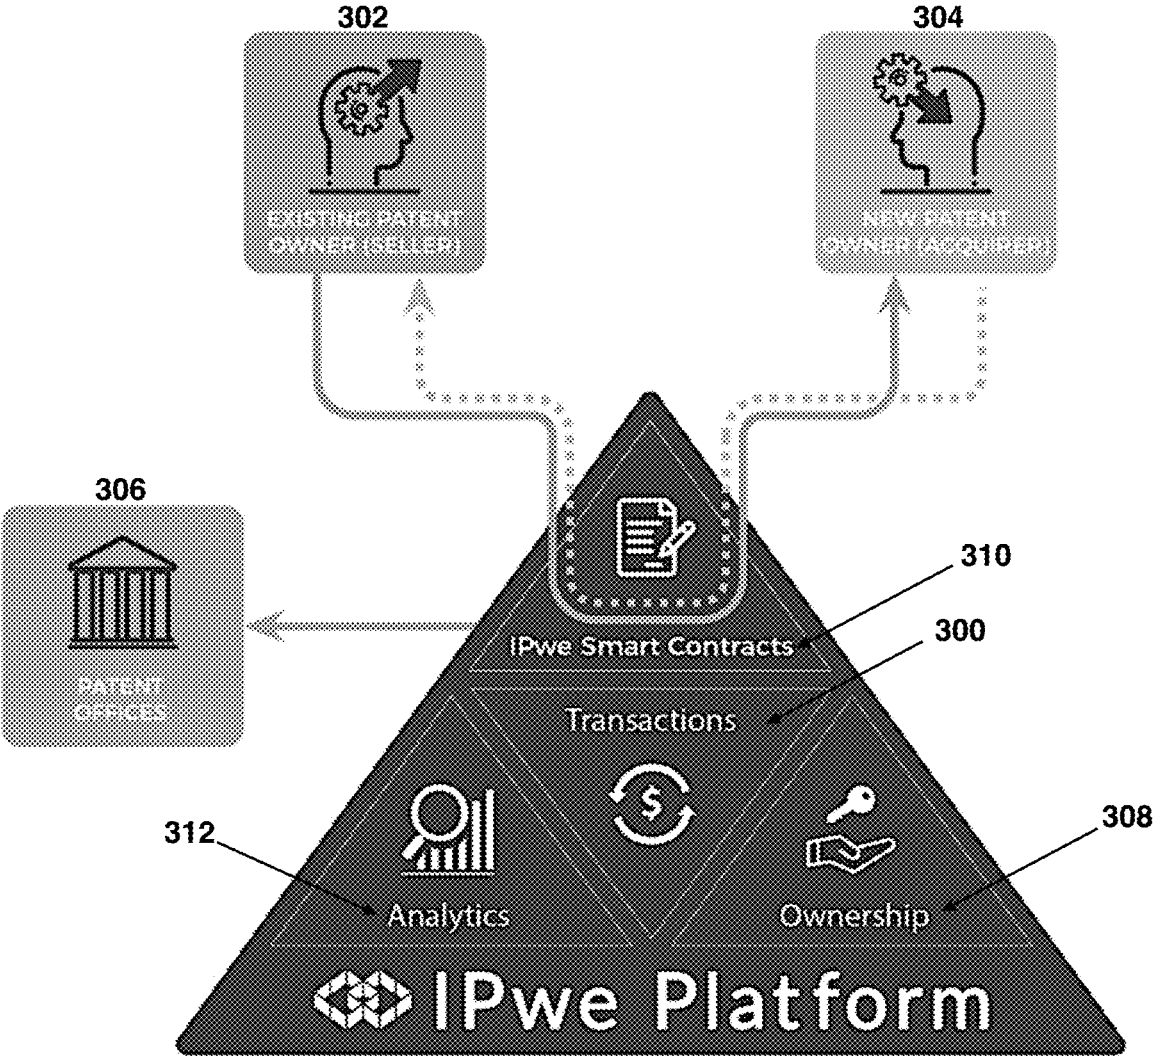 302
304
EXISTING PATENT
OWNER (SELLER)
NEW PATENT
OWNER (ACQUIRER)
306
PATENT
OFFICES
310
IPwe Smart Contracts
300
Transactions
312
308
Analytics
$
Ownership
IPwe Platform